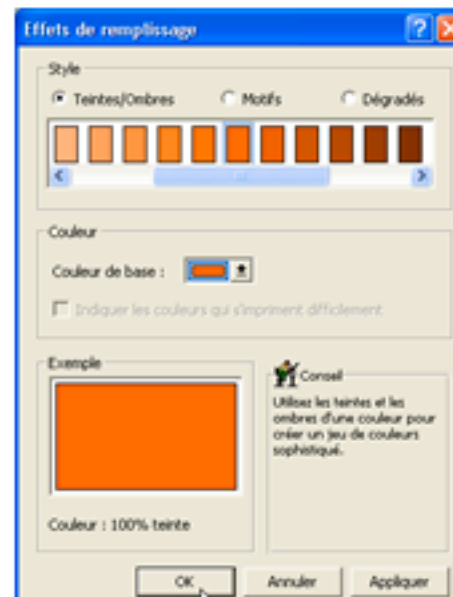 Effets de remplissage
Style
Teintes/Ombres Motifs Dégradés
Couleur
Couleur de base :
Indiquer les couleurs qui s'impriment difficilement
Exemple
Couleur : 100% teinte
Conseil
Utilisez les teintes et les
ombres d'une couleur pour
créer un jeu de couleurs
sophistiqué.
OK Annuler Appliquer